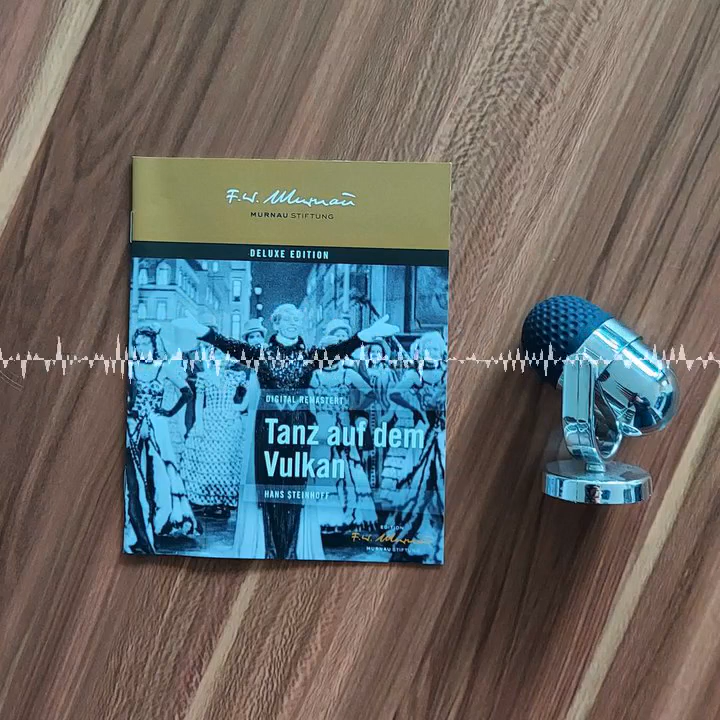 F.W. Murnau
MURNAU STIFTUNG
DELUXE EDITION
DIGITAL REMASTERT
Tanz auf dem
Vulkan
HANS STEINHOFF
EDITION
F.W. Murnau
MURNAU STIFTUNG